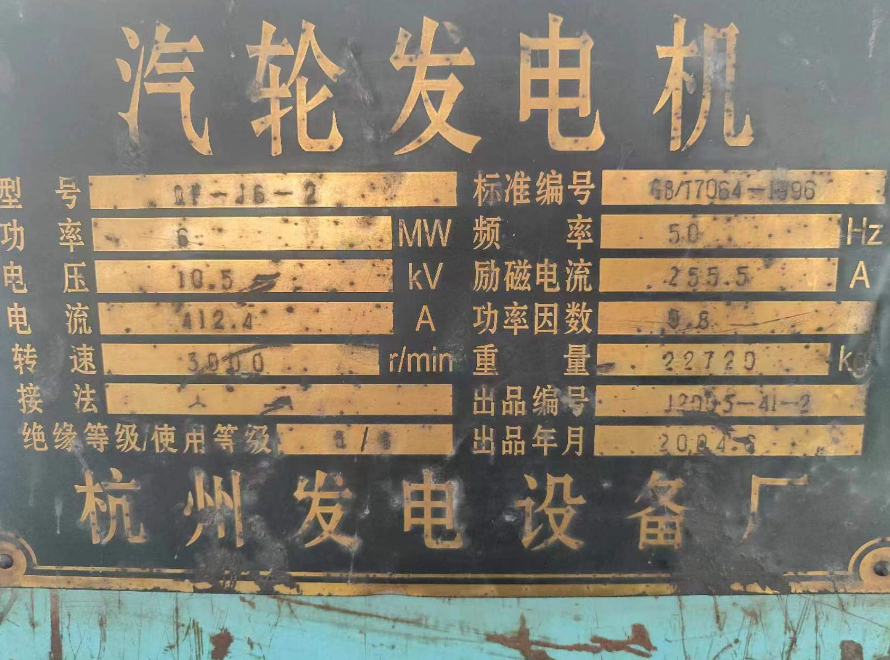 汽轮发电机
型号 QF-J6-2 标准编号 GB/T7064-1996
功率 6 MW 频率 50 Hz
电压 10.5 kV 励磁电流 255.5 A
电流 412.4 A 功率因数 0.8
转速 3000 r/min 重量 22720 kg
接法 人 出品编号
绝缘等级/使用等级 出品年月 2004.6
杭州发电设备厂